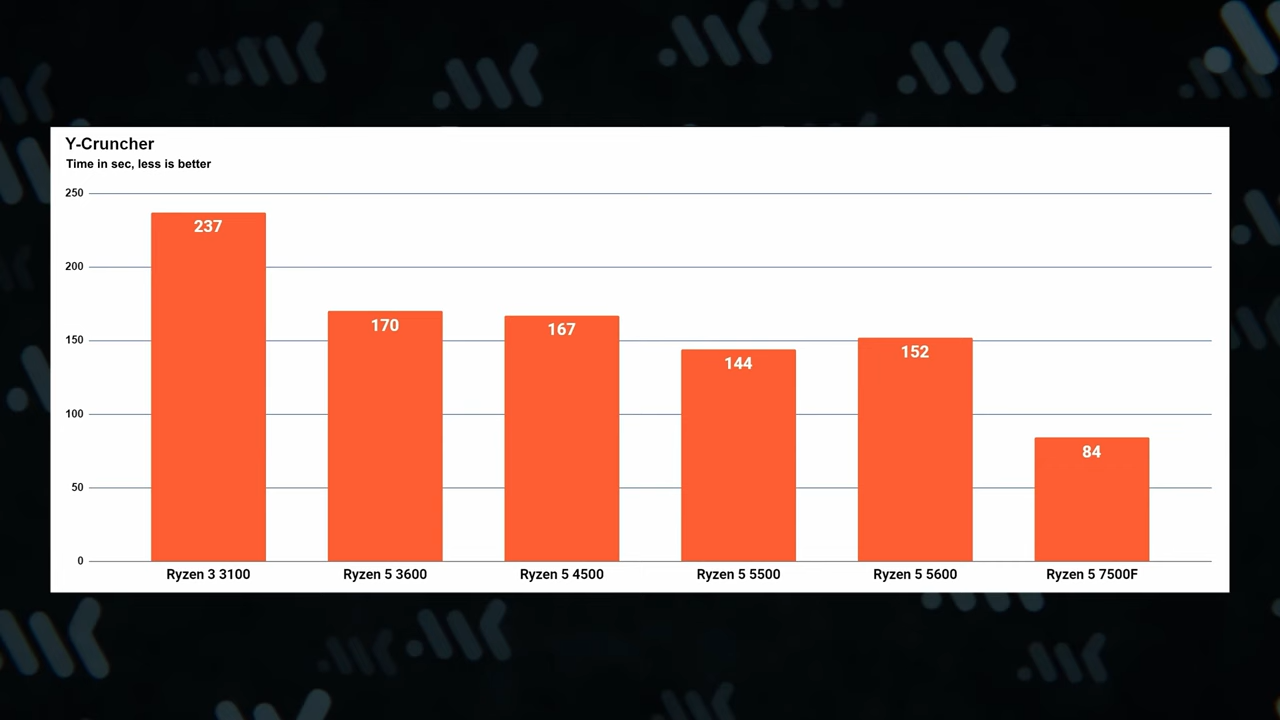 Y-Cruncher
Time in sec, less is better
250
200
150
100
50
0
237
170
167
144
152
84
Ryzen 3 3100
Ryzen 5 3600
Ryzen 5 4500
Ryzen 5 5500
Ryzen 5 5600
Ryzen 5 7500F